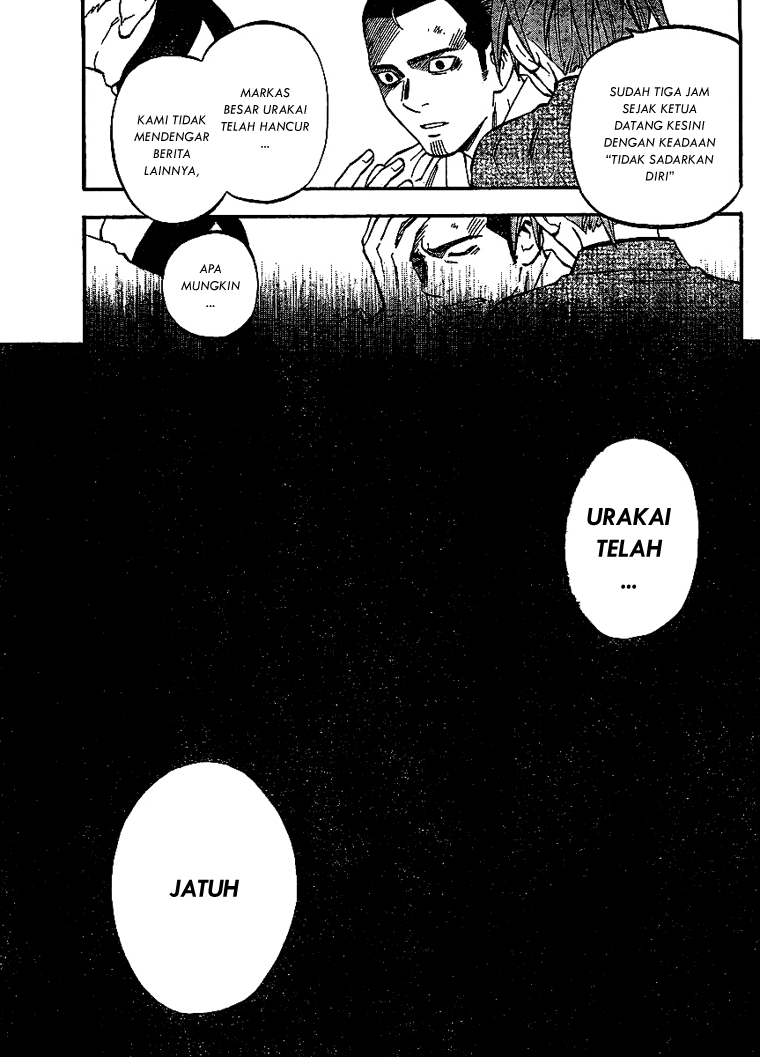 SUDAH TIGA JAM
SEJAK KETUA
DATANG KESINI
DENGAN KEADAAN
“TIDAK SADARKAN
DIRI”
MARKAS
BESAR URAKAI
TELAH HANCUR
...
KAMI TIDAK
MENDENGAR
BERITA
LAINNYA,
APA
MUNGKIN
...
URAKAI
TELAH
...
JATUH